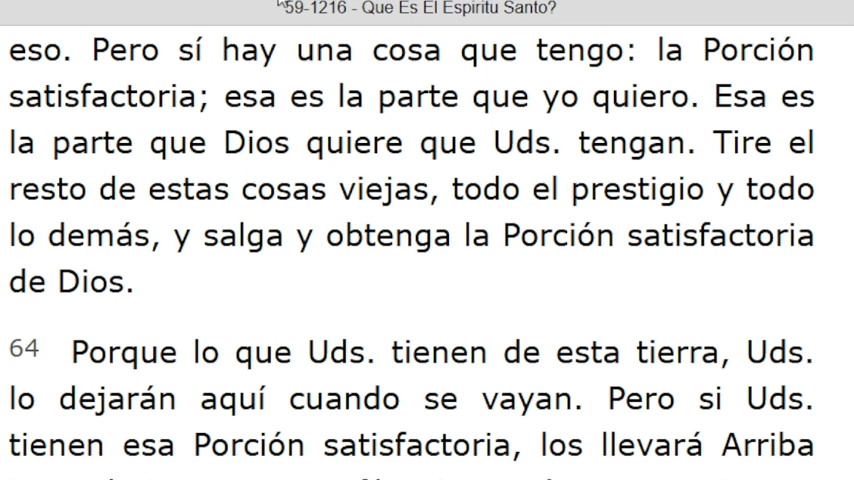 59-1216 - Que Es El Espiritu Santo?
eso. Pero sí hay una cosa que tengo: la Porción
satisfactoria; esa es la parte que yo quiero. Esa es
la parte que Dios quiere que Uds. tengan. Tire el
resto de estas cosas viejas, todo el prestigio y todo
lo demás, y salga y obtenga la Porción satisfactoria
de Dios.
64 Porque lo que Uds. tienen de esta tierra, Uds.
lo dejarán aquí cuando se vayan. Pero si Uds.
tienen esa Porción satisfactoria, los llevará Arriba